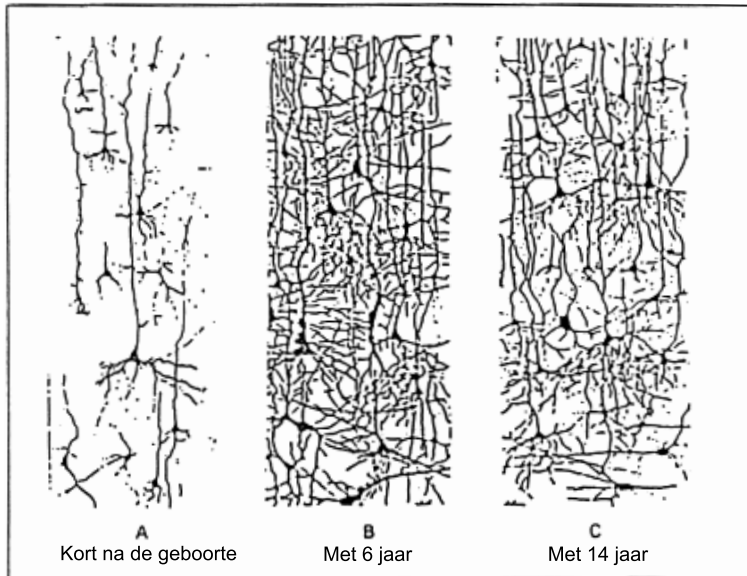 A
Kort na de geboorte
B
Met 6 jaar
C
Met 14 jaar